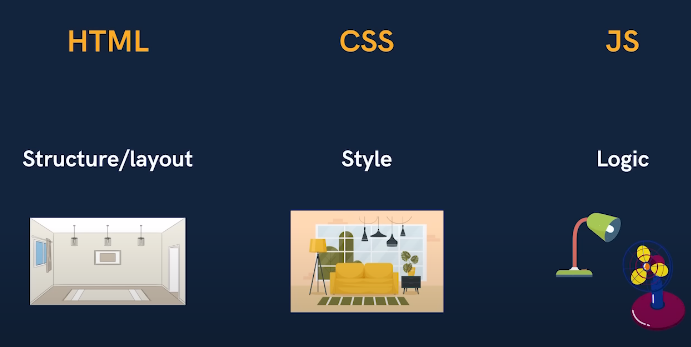 HTML
CSS
JS
Structure/layout
Style
Logic